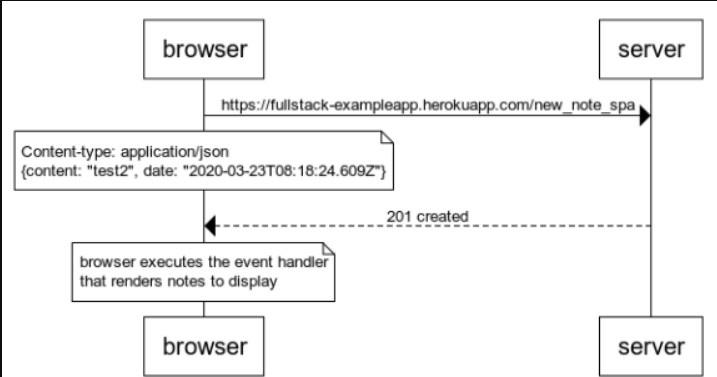 browser
server
https://fullstack-exampleapp.herokuapp.com/new_note_spa
Content-type: application/json
{content: "test2", date: "2020-03-23T08:18:24.609Z"}
201 created
browser executes the event handler
that renders notes to display
browser
server